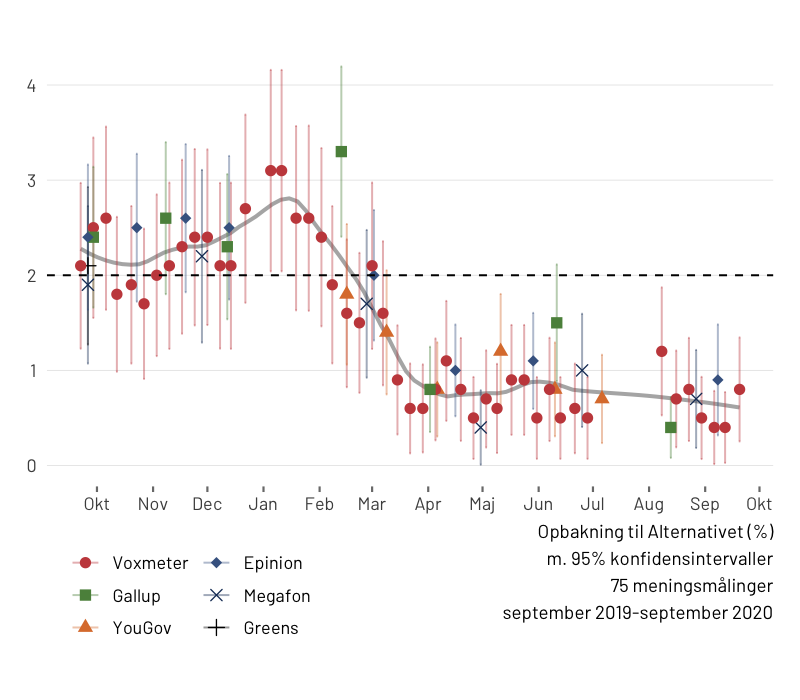 4
3
2
1
0
Okt Nov Dec Jan Feb Mar Apr Maj Jun Jul Aug Sep Okt
Opbakning til Alternativet (%)
m. 95% konfidensintervaller
75 meningsmålinger
september 2019-september 2020
Voxmeter Epinion
Gallup Megafon
YouGov Greens